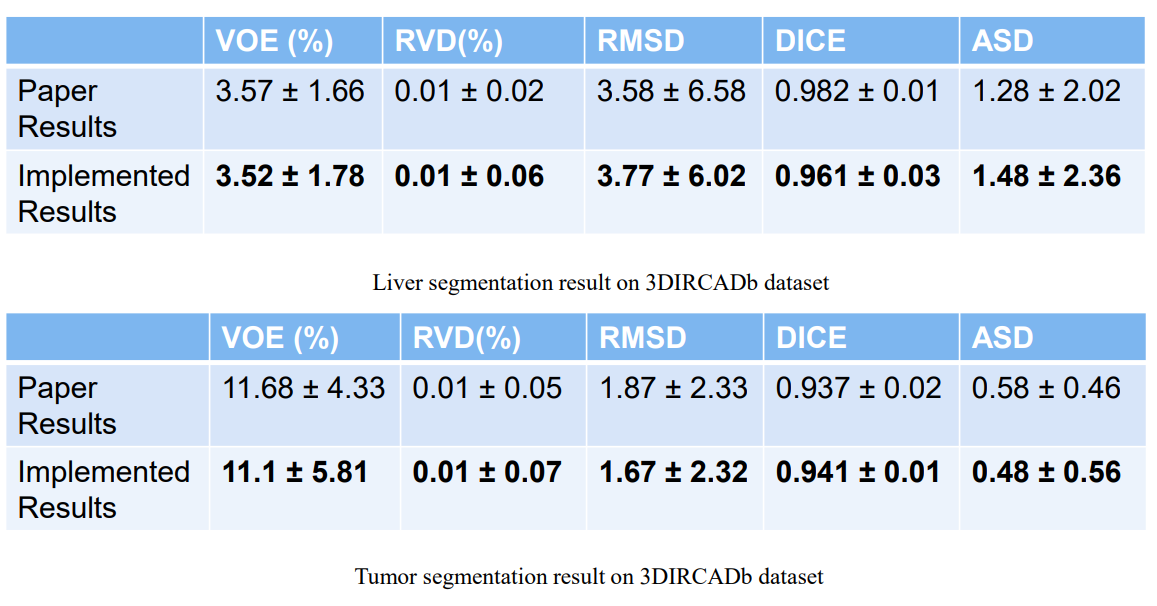 VOE (%) RVD(%) RMSD DICE ASD
Paper 3.57 ± 1.66 0.01 ± 0.02 3.58 ± 6.58 0.982 ± 0.01 1.28 ± 2.02
Results
Implemented 3.52 ± 1.78 0.01 ± 0.06 3.77 ± 6.02 0.961 ± 0.03 1.48 ± 2.36
Results
Liver segmentation result on 3DIRCADb dataset
VOE (%) RVD(%) RMSD DICE ASD
Paper 11.68 ± 4.33 0.01 ± 0.05 1.87 ± 2.33 0.937 ± 0.02 0.58 ± 0.46
Results
Implemented 11.1 ± 5.81 0.01 ± 0.07 1.67 ± 2.32 0.941 ± 0.01 0.48 ± 0.56
Results
Tumor segmentation result on 3DIRCADb dataset